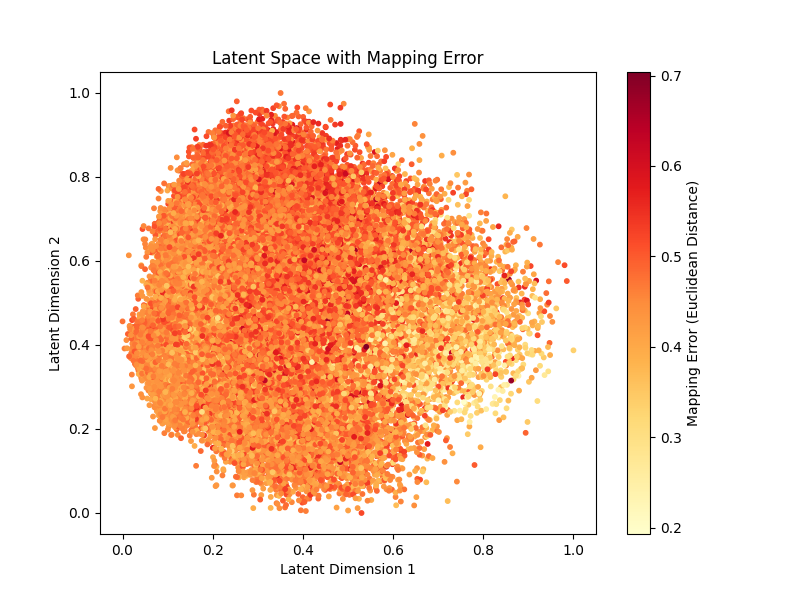 Latent Space with Mapping Error
Latent Dimension 2
1.0
0.8
0.6
0.4
0.2
0.0
0.0 0.2 0.4 0.6 0.8 1.0
Latent Dimension 1
0.7
0.6
0.5
0.4
0.3
0.2
Mapping Error (Euclidean Distance)